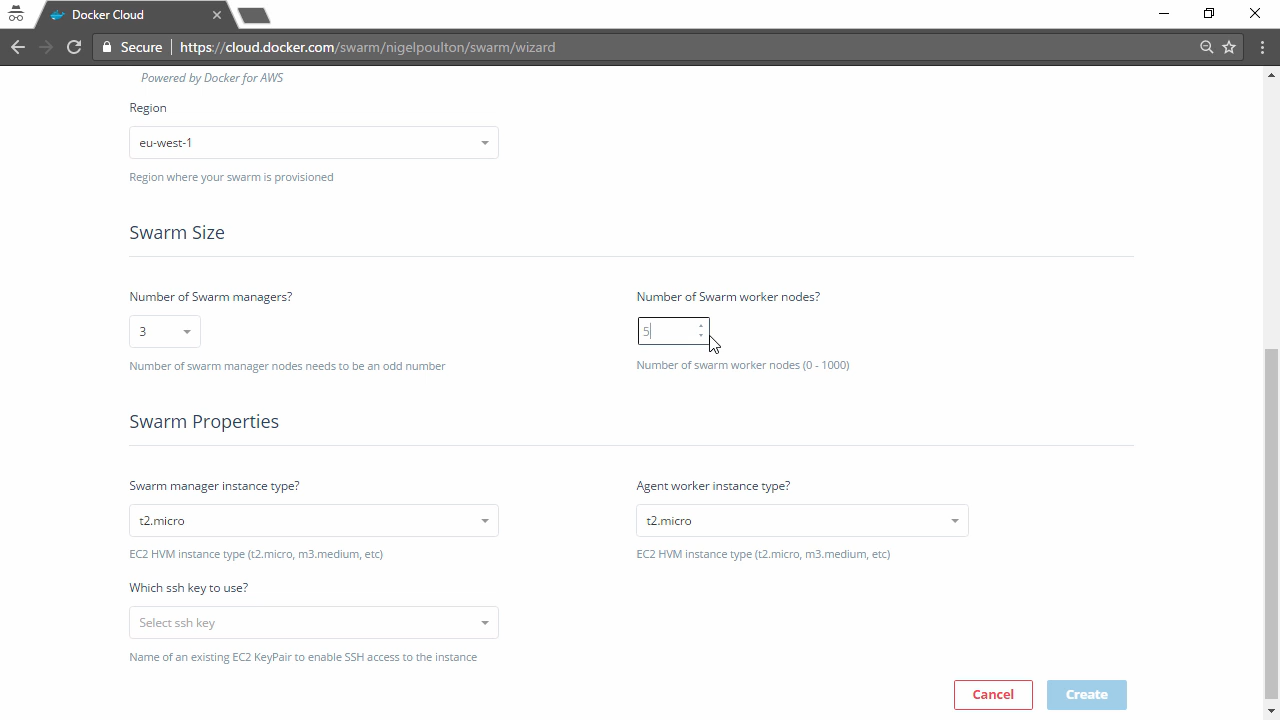 Docker Cloud
Secure
https://cloud.docker.com/swarm/nigelpoulton/swarm/wizard
Powered by Docker for AWS
Region
eu-west-1
Region where your swarm is provisioned
Swarm Size
Number of Swarm managers?
Number of Swarm worker nodes?
3
5
Number of swarm manager nodes needs to be an odd number
Number of swarm worker nodes (0 - 1000)
Swarm Properties
Swarm manager instance type?
Agent worker instance type?
t2.micro
t2.micro
EC2 HVM instance type (t2.micro, m3.medium, etc)
EC2 HVM instance type (t2.micro, m3.medium, etc)
Which ssh key to use?
Select ssh key
Name of an existing EC2 KeyPair to enable SSH access to the instance
Cancel
Create